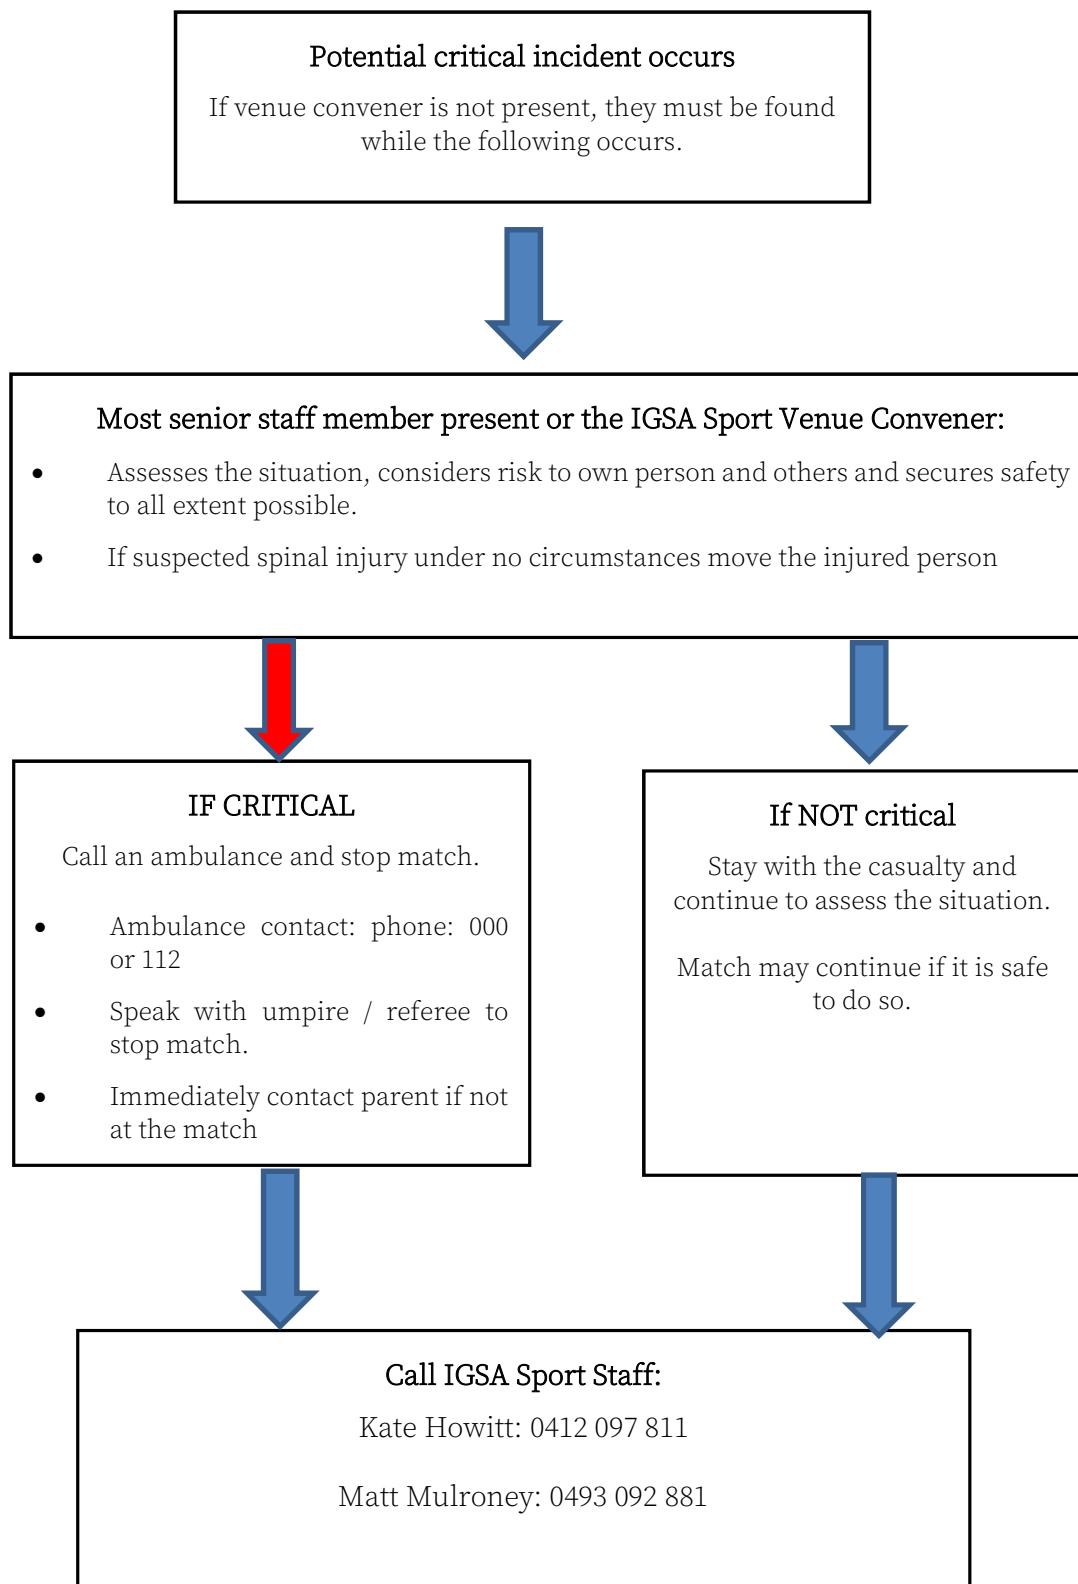 Potential critical incident occurs
If venue convener is not present, they must be found
while the following occurs.
Most senior staff member present or the IGSA Sport Venue Convener:
• Assesses the situation, considers risk to own person and others and secures safety
to all extent possible.
• If suspected spinal injury under no circumstances move the injured person
IF CRITICAL
Call an ambulance and stop match.
• Ambulance contact: phone: 000
or 112
• Speak with umpire / referee to
stop match.
• Immediately contact parent if not
at the match
If NOT critical
Stay with the casualty and
continue to assess the situation.
Match may continue if it is safe
to do so.
Call IGSA Sport Staff:
Kate Howitt: 0412 097 811
Matt Mulroney: 0493 092 881